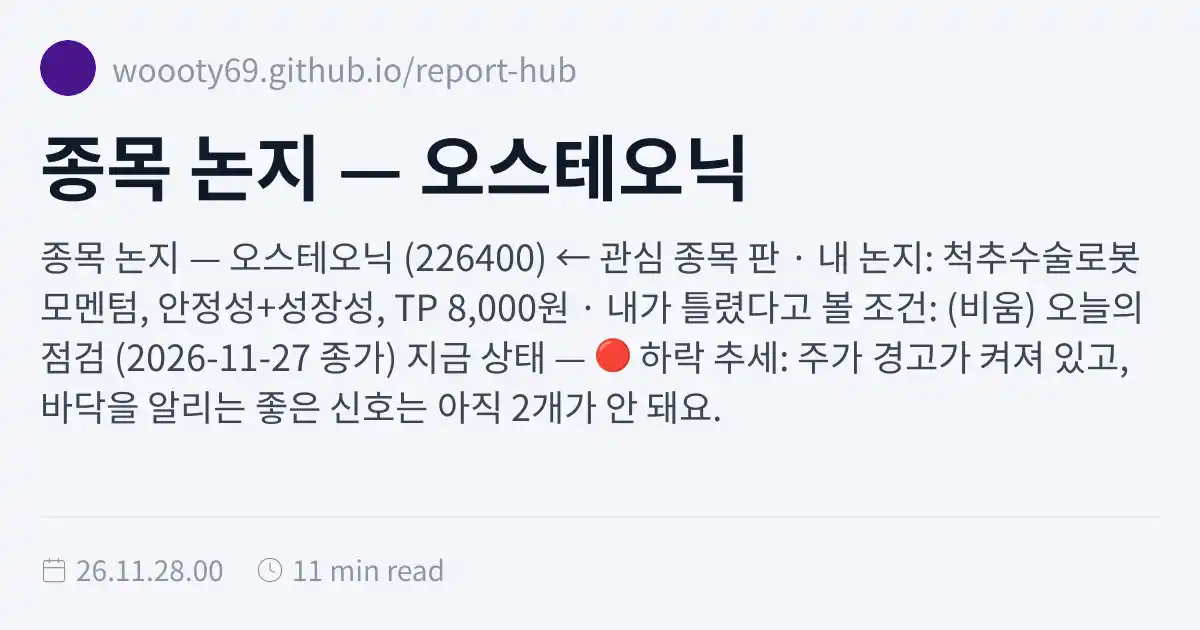 woooty69.github.io/report-hub
종목 논지 — 오스테오닉
종목 논지 — 오스테오닉 (226400) ← 관심 종목 판 · 내 논지: 척추수술로봇
모멘텀, 안정성+성장성, TP 8,000원 · 내가 틀렸다고 볼 조건: (비움) 오늘의
점검 (2026-11-27 종가) 지금 상태 — 🔴 하락 추세: 주가 경고가 켜져 있고,
바닥을 알리는 좋은 신호는 아직 2개가 안 돼요.
26.11.28.00 11 min read